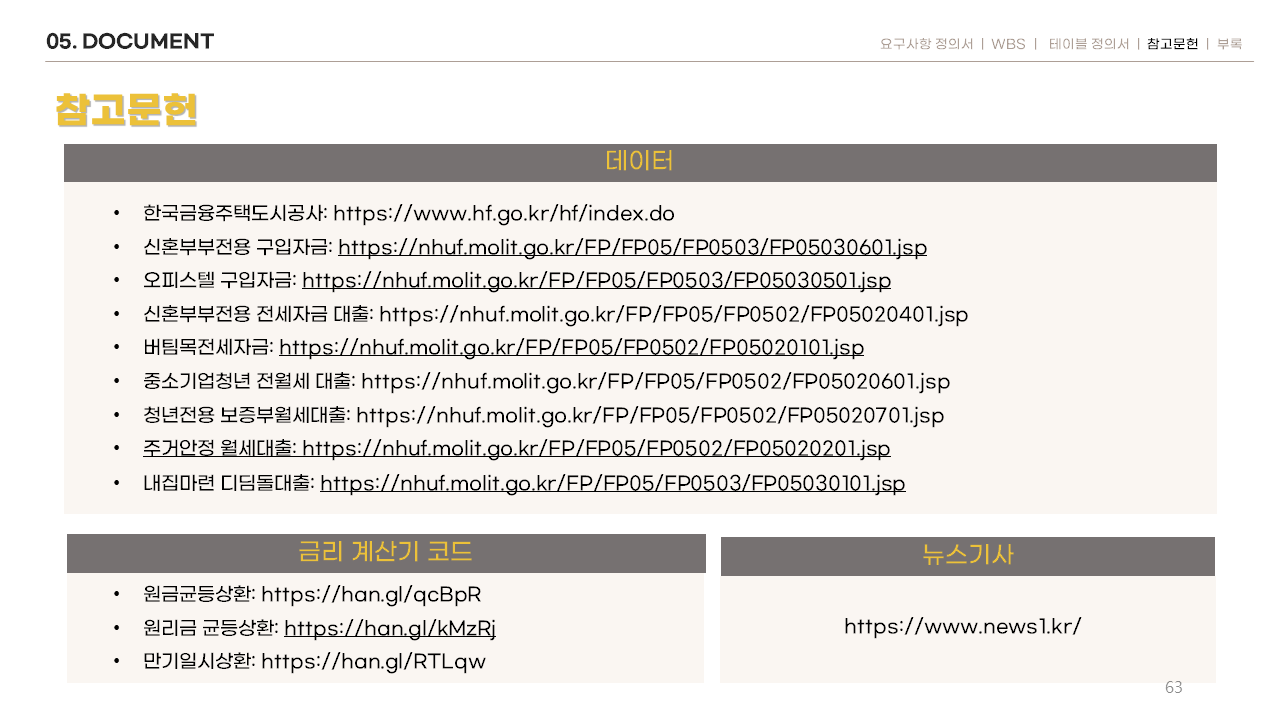 05. DOCUMENT
요구사항 정의서 | WBS | 테이블 정의서 | 참고문헌 | 부록
참고문헌
데이터
• 한국금융주택도시공사: https://www.hf.go.kr/hf/index.do
• 신혼부부전용 구입자금: https://nhuf.molit.go.kr/FP/FP05/FP0503/FP05030601.jsp
• 오피스텔 구입자금: https://nhuf.molit.go.kr/FP/FP05/FP0503/FP05030501.jsp
• 신혼부부전용 전세자금 대출: https://nhuf.molit.go.kr/FP/FP05/FP0502/FP05020401.jsp
• 버팀목전세자금: https://nhuf.molit.go.kr/FP/FP05/FP0502/FP05020101.jsp
• 중소기업청년 전월세 대출: https://nhuf.molit.go.kr/FP/FP05/FP0502/FP05020601.jsp
• 청년전용 보증부월세대출: https://nhuf.molit.go.kr/FP/FP05/FP0502/FP05020701.jsp
• 주거안정 월세대출: https://nhuf.molit.go.kr/FP/FP05/FP0502/FP05020201.jsp
• 내집마련 디딤돌대출: https://nhuf.molit.go.kr/FP/FP05/FP0503/FP05030101.jsp
금리 계산기 코드
• 원금균등상환: https://han.gl/qcBpR
• 원리금 균등상환: https://han.gl/kMzRj
• 만기일시상환: https://han.gl/RTLqw
뉴스기사
https://www.news1.kr/
63